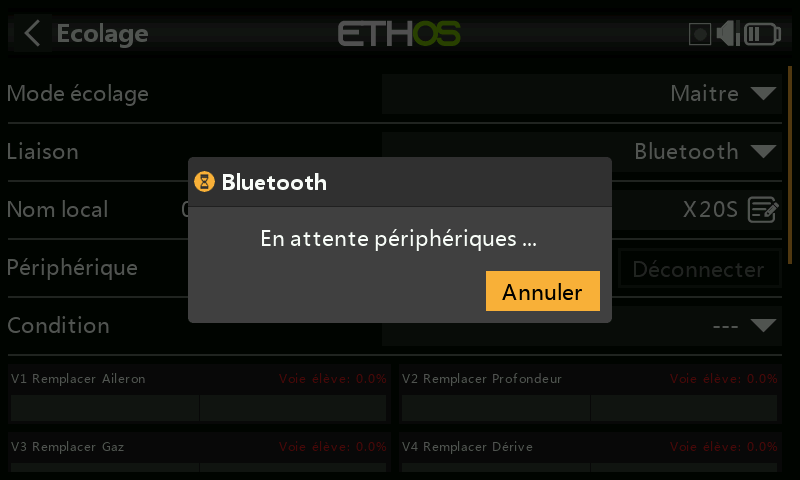 Ecolage
ETHOS
Mode écolage
Maitre
Liaison
Bluetooth
Bluetooth
Nom local
X20S
En attente périphériques ...
Périphérique
Déconnecter
Annuler
Condition
---
V1 Remplacer Aileron
Voie élève: 0.0%
V2 Remplacer Profondeur
Voie élève: 0.0%
V3 Remplacer Gaz
Voie élève: 0.0%
V4 Remplacer Dérive
Voie élève: 0.0%